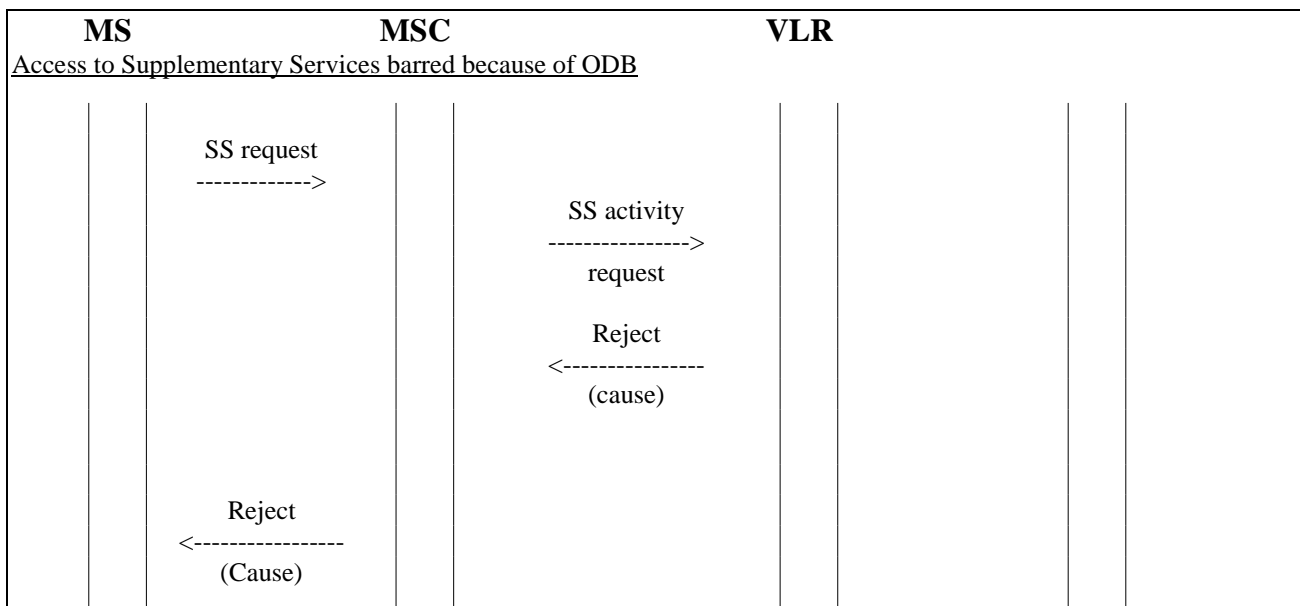 MS MSC VLR
Access to Supplementary Services barred because of ODB
SS request
------------->
SS activity
---------------->
request
Reject
<----------------
(cause)
Reject
<-----------------
(Cause)